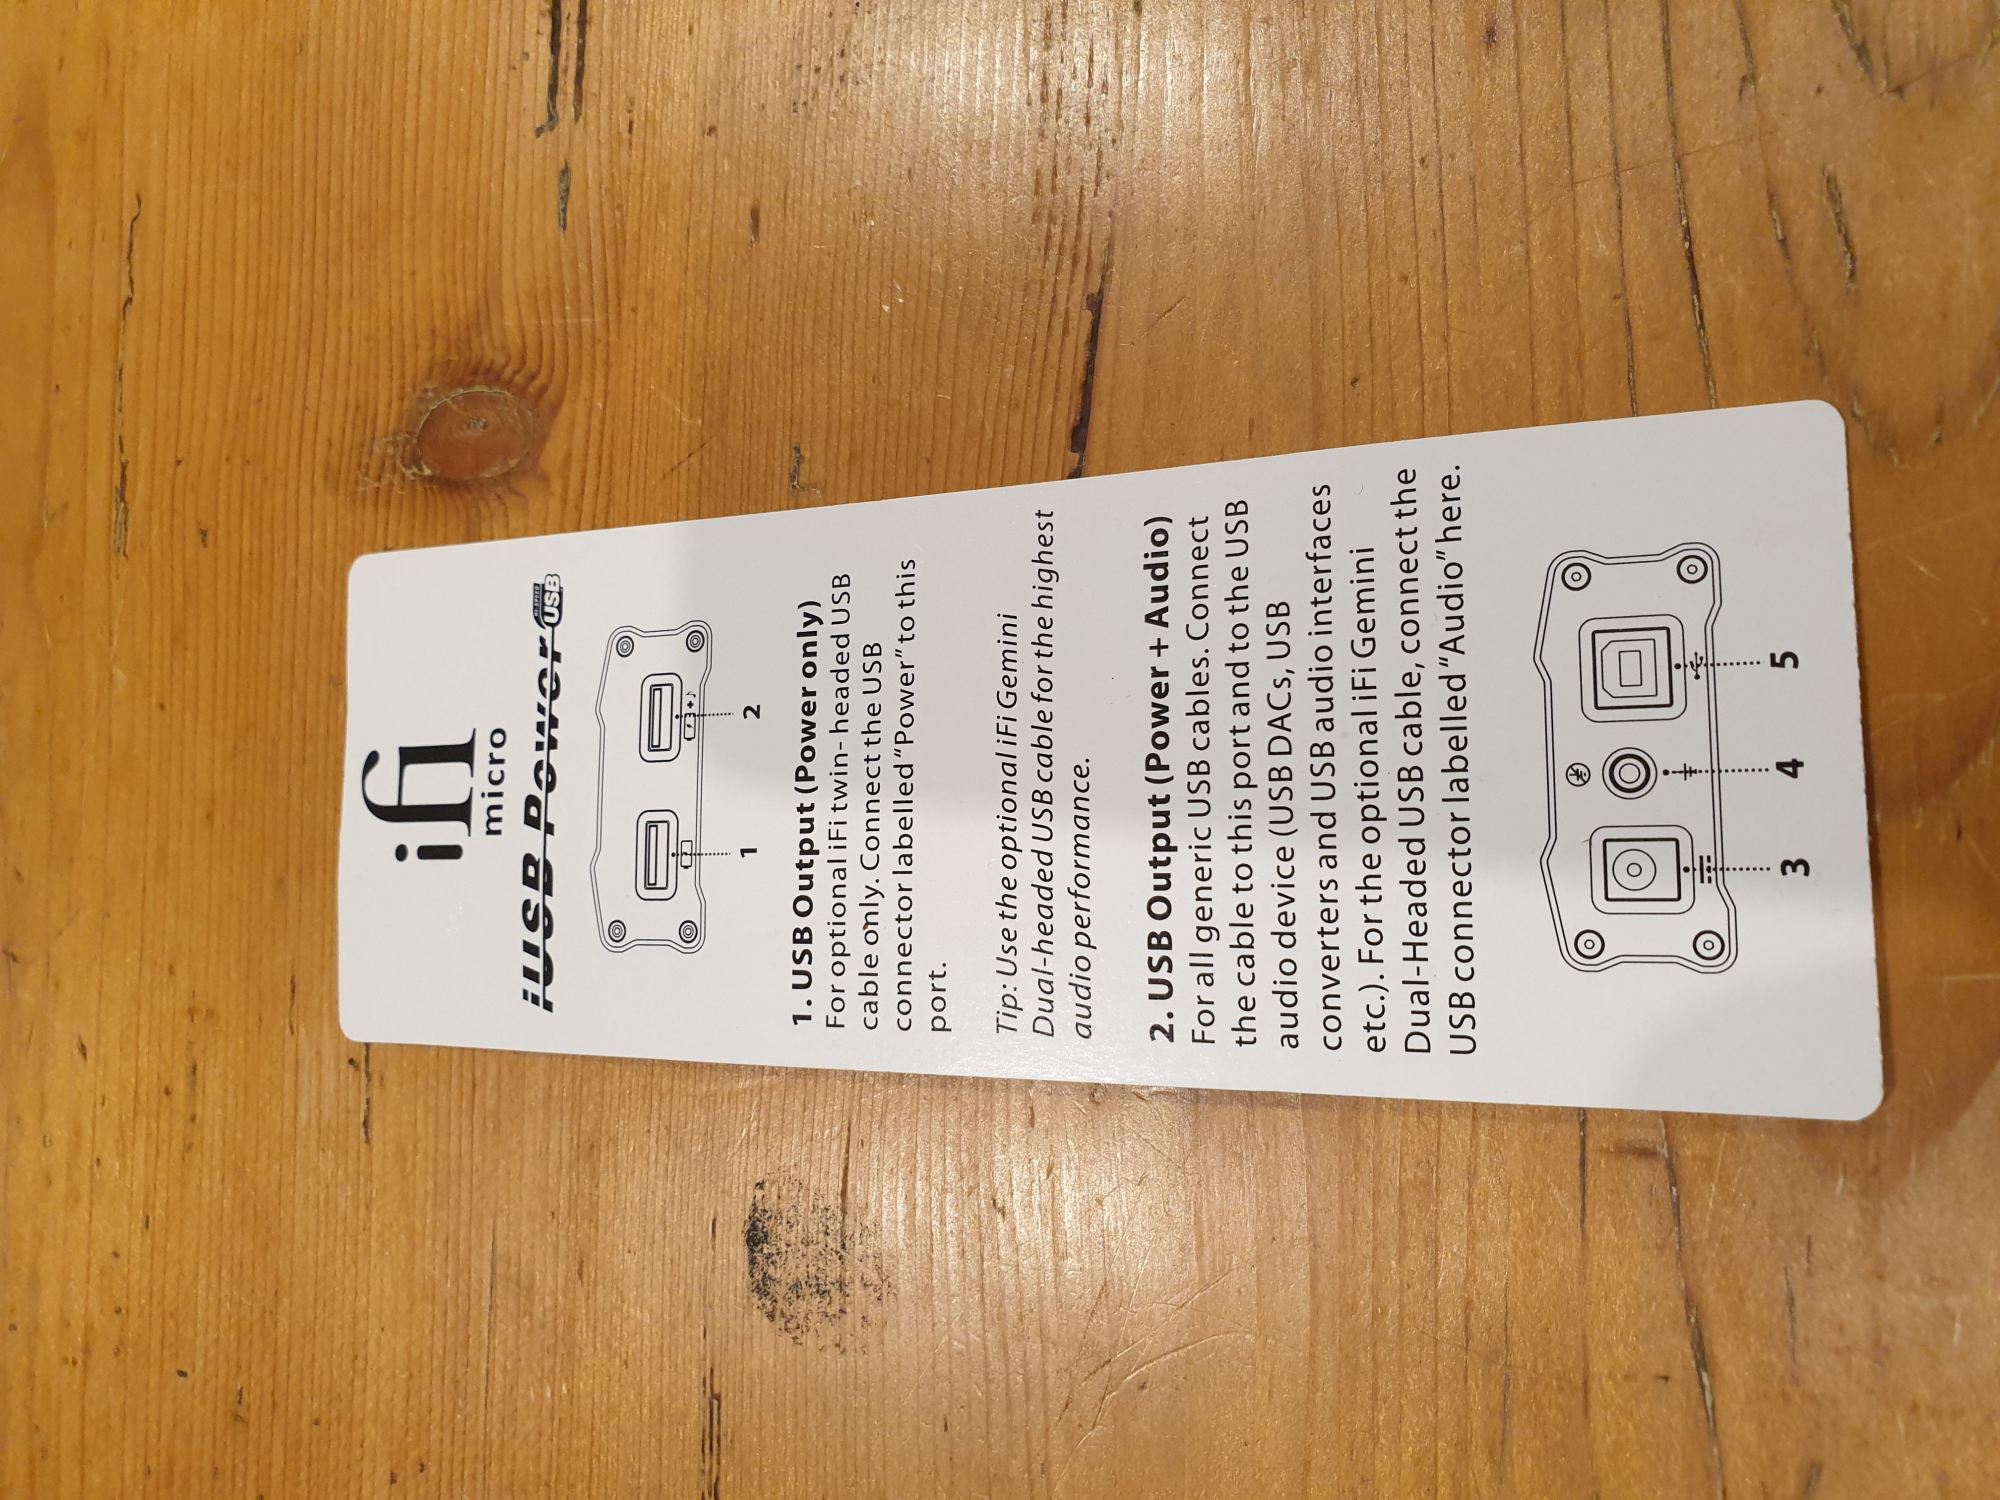 ifi
micro
iUSB Power
HI-SPEED
USB
1 2
1. USB Output (Power only)
For optional iFi twin-headed USB
cable only. Connect the USB
connector labelled "Power" to this
port.
Tip: Use the optional iFi Gemini
Dual-headed USB cable for the highest
audio performance.
2. USB Output (Power + Audio)
For all generic USB cables. Connect
the cable to this port and to the USB
audio device (USB DACs, USB
converters and USB audio interfaces
etc.). For the optional iFi Gemini
Dual-Headed USB cable, connect the
USB connector labelled "Audio" here.
3 4 5